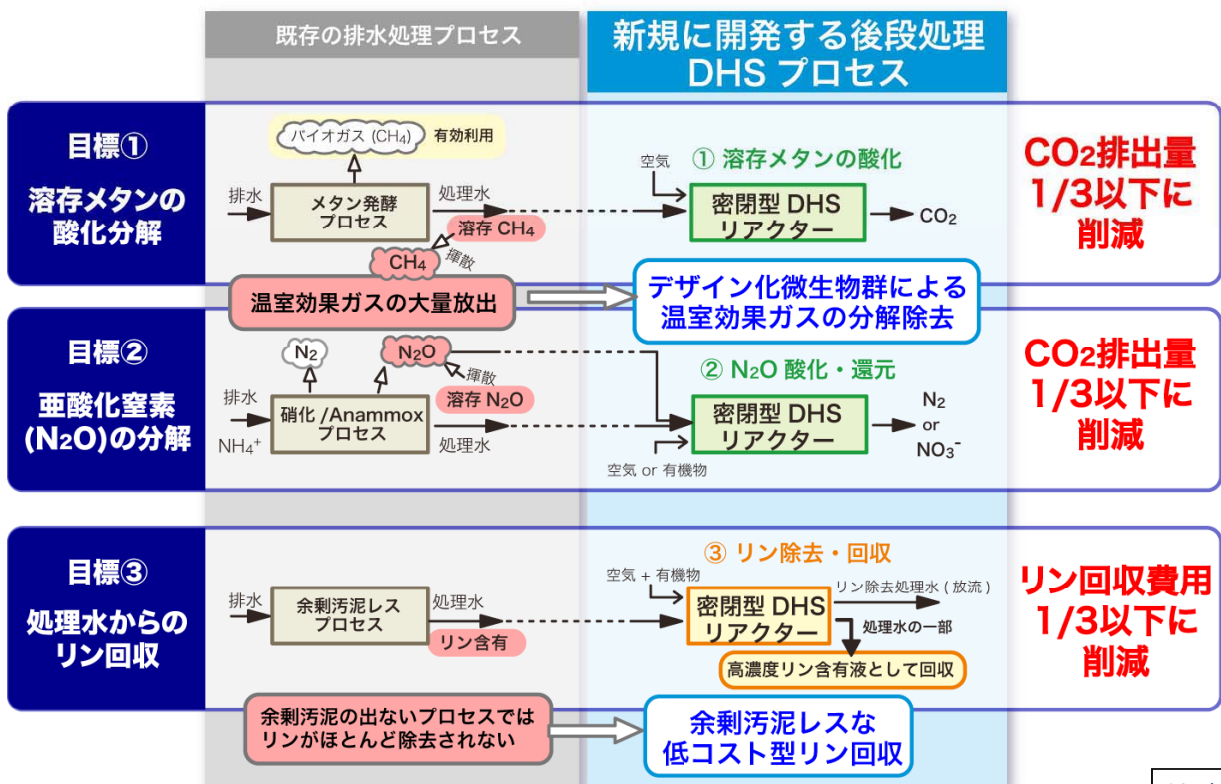 既存の排水処理プロセス
新規に開発する後段処理
DHS プロセス
目標①
溶存メタンの
酸化分解
バイオガス (CH₄)
有効利用
排水
メタン発酵
プロセス
処理水
溶存 CH₄
揮散
CH₄
空気
① 溶存メタンの酸化
密閉型 DHS
リアクター
CO₂
CO₂排出量
1/3以下に
削減
温室効果ガスの大量放出
デザイン化微生物群による
温室効果ガスの分解除去
目標②
亜酸化窒素
(N₂O)の分解
N₂
N₂O
揮散
溶存 N₂O
排水
NH₄⁺
硝化 /Anammox
プロセス
処理水
② N₂O 酸化・還元
密閉型 DHS
リアクター
空気 or 有機物
N₂
or
NO₃⁻
CO₂排出量
1/3以下に
削減
目標③
処理水からの
リン回収
排水
余剰汚泥レス
プロセス
処理水
リン含有
③ リン除去・回収
空気 + 有機物
密閉型 DHS
リアクター
リン除去処理水 ( 放流 )
処理水の一部
高濃度リン含有液として回収
リン回収費用
1/3以下に
削減
余剰汚泥の出ないプロセスでは
リンがほとんど除去されない
余剰汚泥レスな
低コスト型リン回収